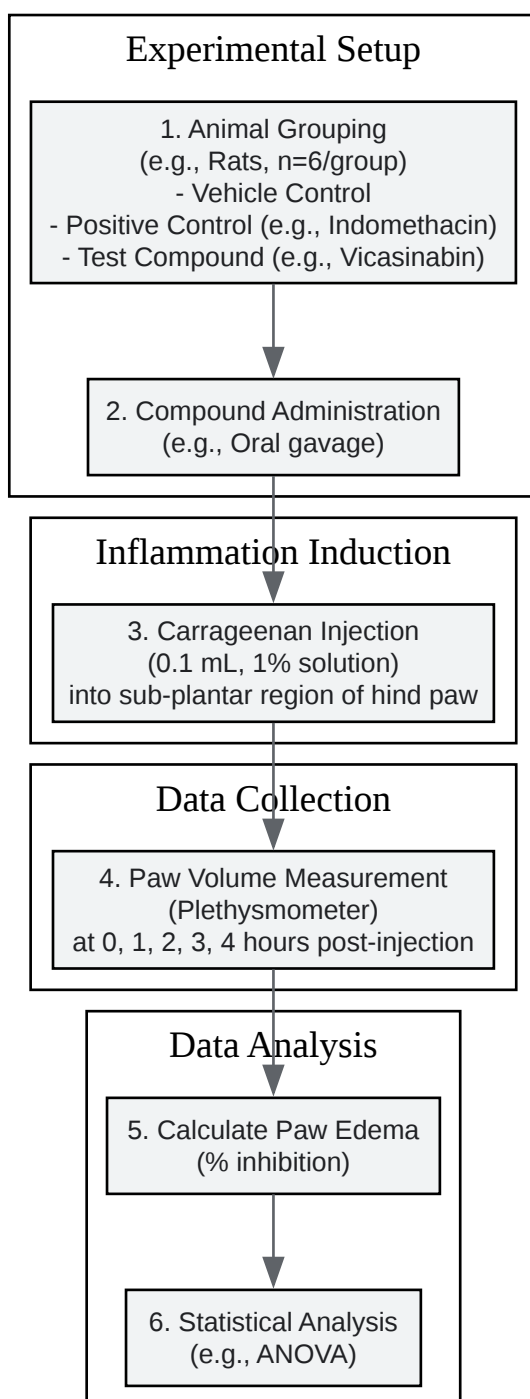 Experimental Setup
1. Animal Grouping
(e.g., Rats, n=6/group)
- Vehicle Control
- Positive Control (e.g., Indomethacin)
- Test Compound (e.g., Vicasinabin)
2. Compound Administration
(e.g., Oral gavage)
Inflammation Induction
3. Carrageenan Injection
(0.1 mL, 1% solution)
into sub-plantar region of hind paw
Data Collection
4. Paw Volume Measurement
(Plethysmometer)
at 0, 1, 2, 3, 4 hours post-injection
Data Analysis
5. Calculate Paw Edema
(% inhibition)
6. Statistical Analysis
(e.g., ANOVA)